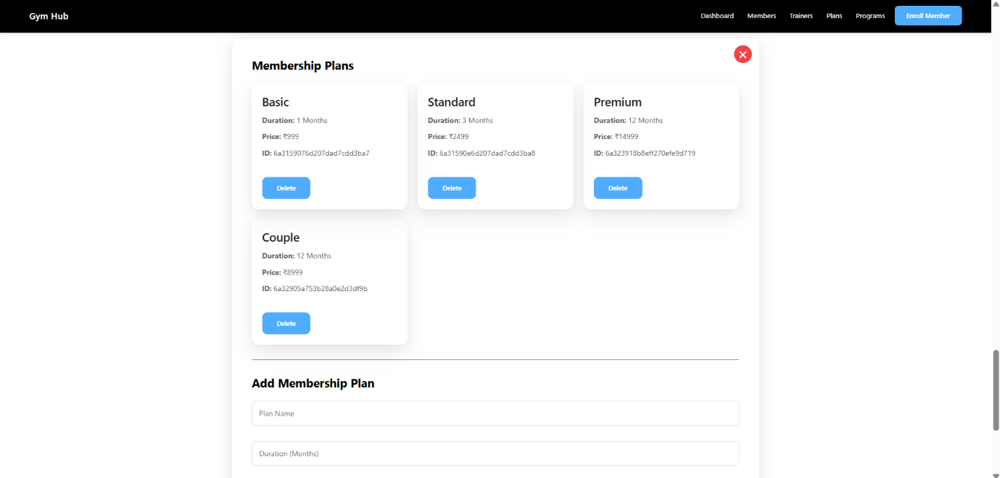 Gym Hub
Dashboard Members Trainers Plans Programs Enroll Member
Membership Plans
Basic
Duration: 1 Months
Price: ₹999
ID: 6a3159076d207dad7cdd3ba7
Delete
Standard
Duration: 3 Months
Price: ₹2499
ID: 6a31590e6d207dad7cdd3ba8
Delete
Premium
Duration: 12 Months
Price: ₹14999
ID: 6a323918b8eff270efe9d719
Delete
Couple
Duration: 12 Months
Price: ₹8999
ID: 6a32905a753b28a0e2d3df9b
Delete
Add Membership Plan
Plan Name
Duration (Months)